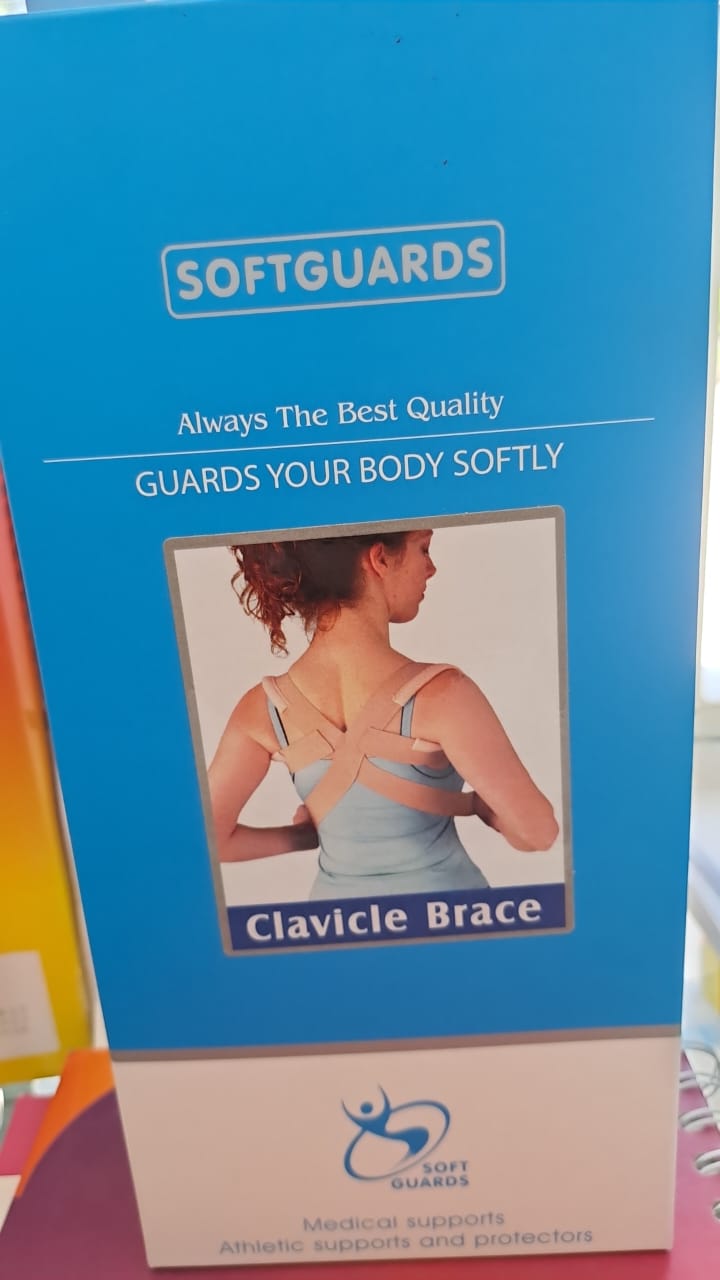 SOFTGUARDS
Always The Best Quality
GUARDS YOUR BODY SOFTLY
Clavicle Brace
SOFT
GUARDS
Medical supports
Athletic supports and protectors